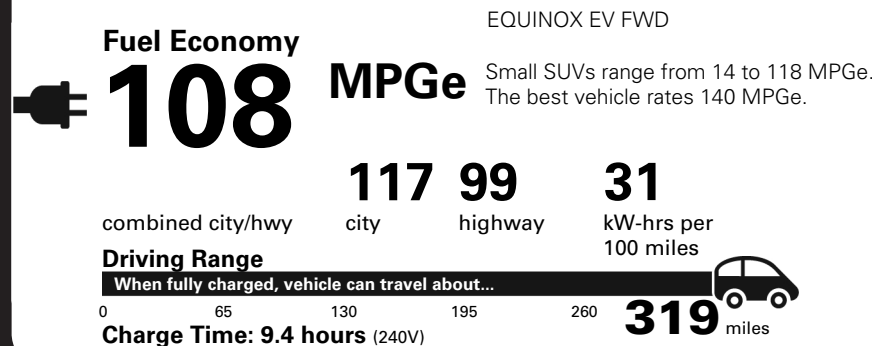 EQUINOX EV FWD
Fuel Economy
108 MPGe
Small SUVs range from 14 to 118 MPGe.
The best vehicle rates 140 MPGe.
117 99 31
combined city/hwy city highway kW-hrs per
100 miles
Driving Range
When fully charged, vehicle can travel about...
0 65 130 195 260 319 miles
Charge Time: 9.4 hours (240V)